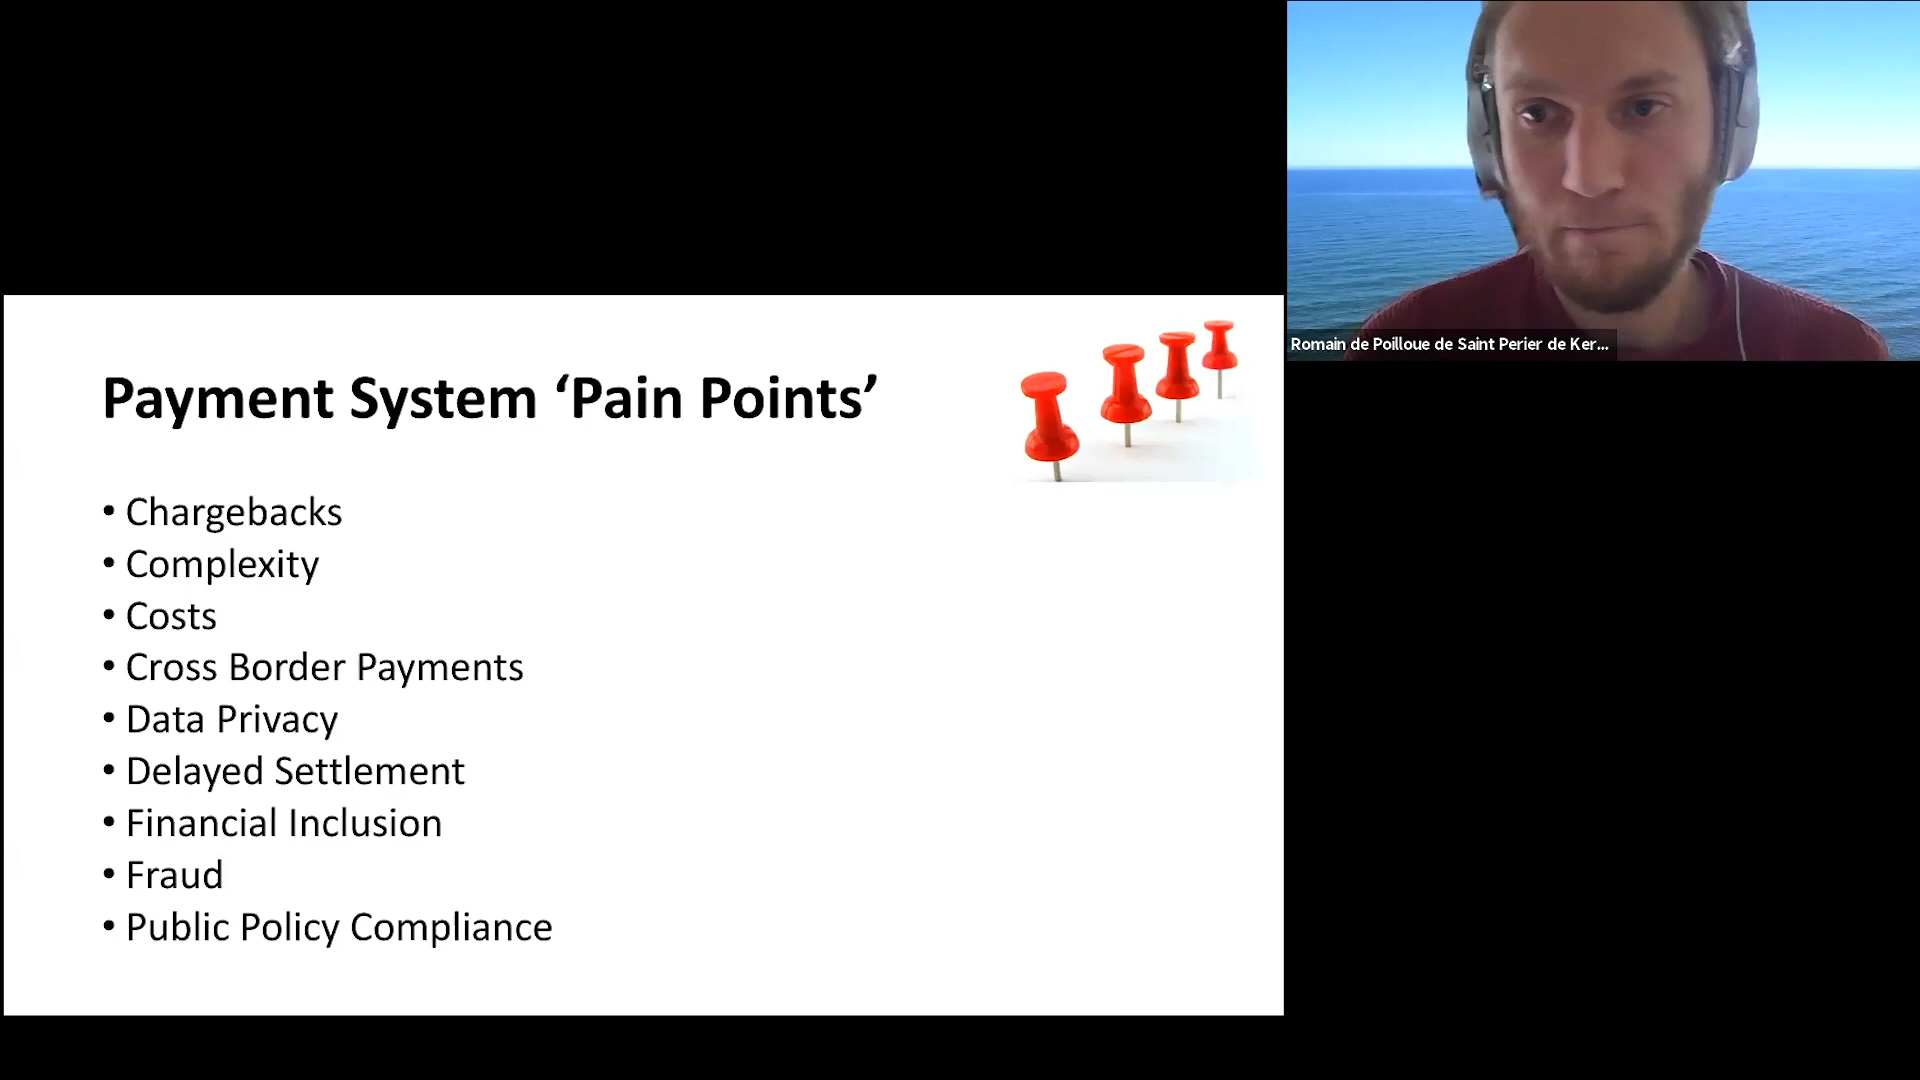 Payment System ‘Pain Points’
• Chargebacks
• Complexity
• Costs
• Cross Border Payments
• Data Privacy
• Delayed Settlement
• Financial Inclusion
• Fraud
• Public Policy Compliance
Romain de Poilloue de Saint Perier de Ker...